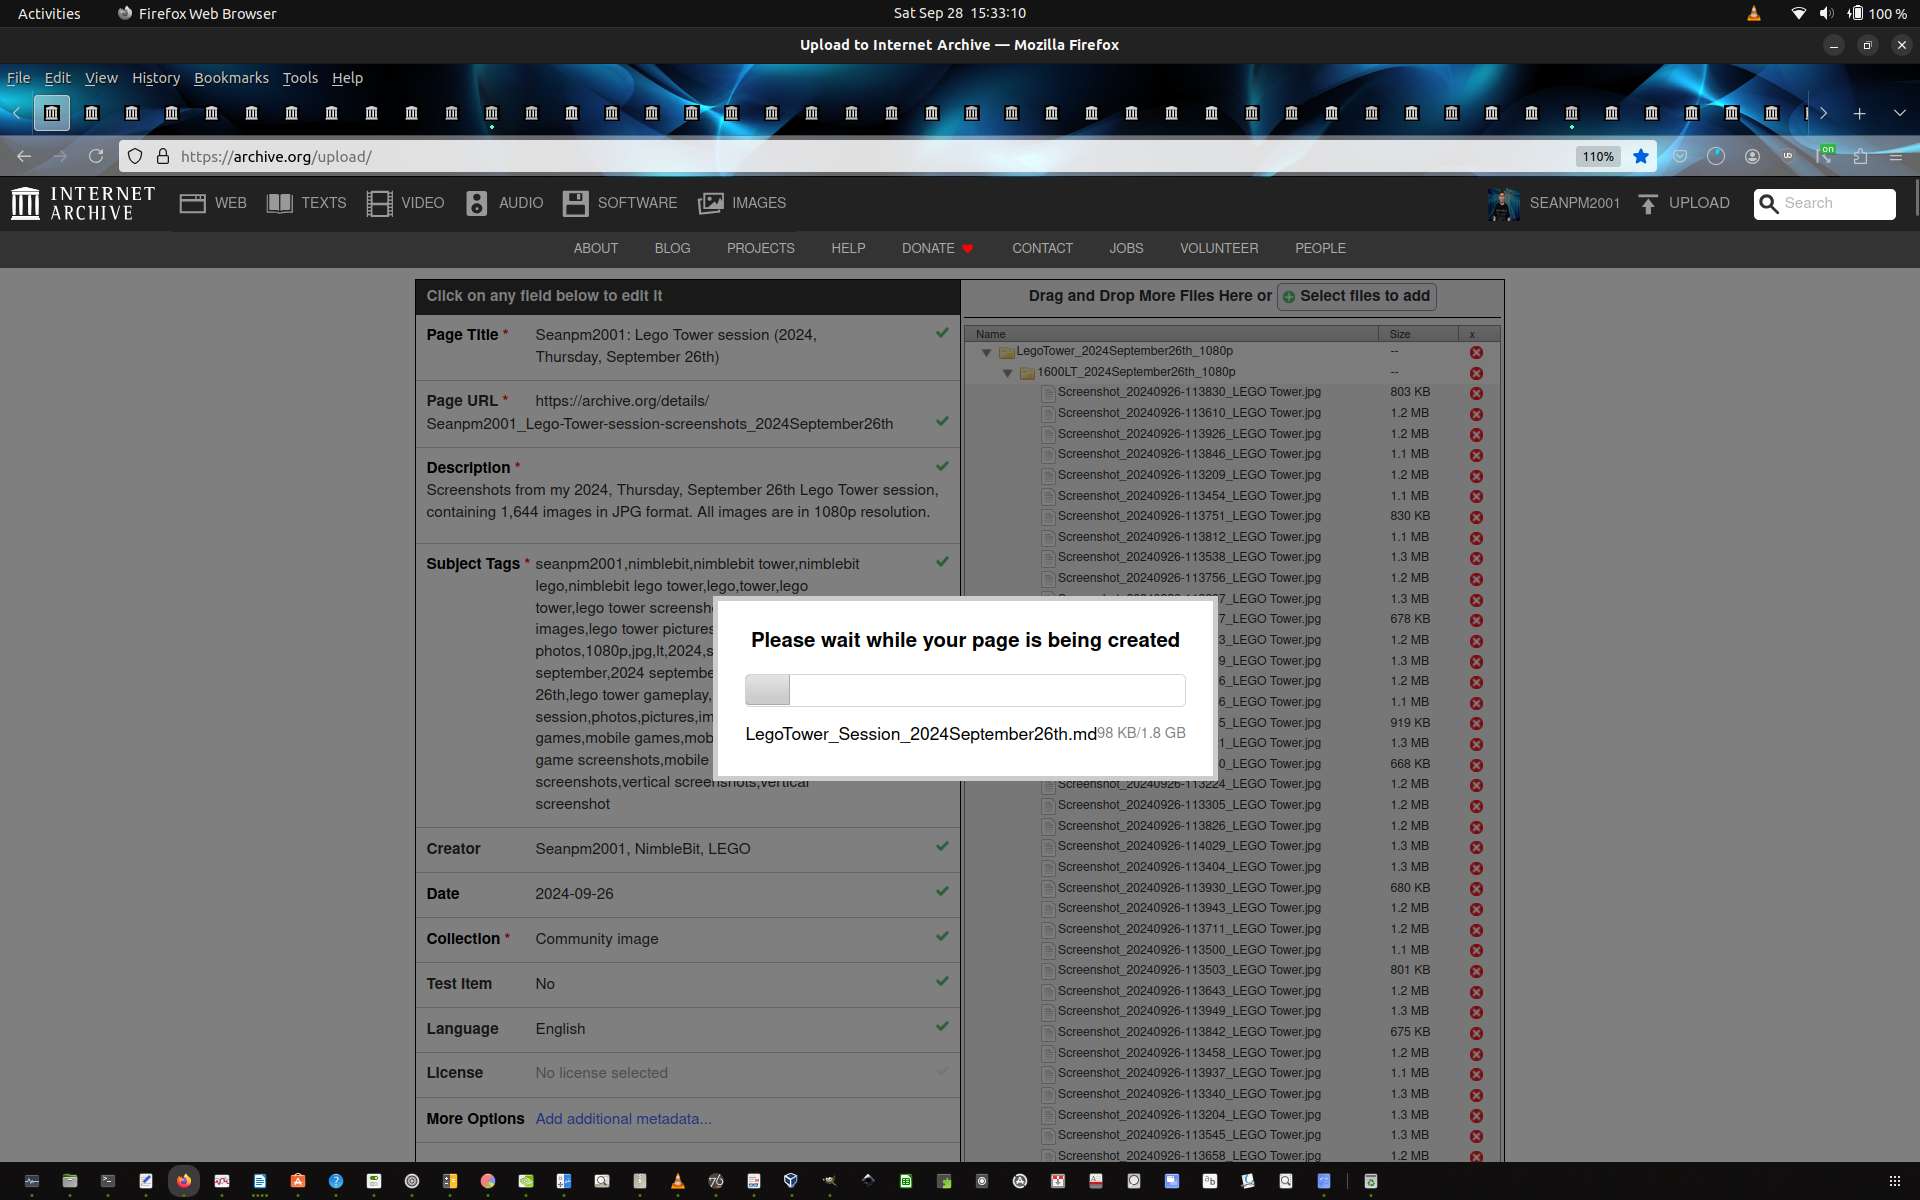 Activities
Firefox Web Browser
Sat Sep 28 15:33:10
100 %
Upload to Internet Archive — Mozilla Firefox
File Edit View History Bookmarks Tools Help
https://archive.org/upload/
110%
on
INTERNET ARCHIVE
WEB TEXTS VIDEO AUDIO SOFTWARE IMAGES
SEANPM2001 UPLOAD Search
ABOUT BLOG PROJECTS HELP DONATE CONTACT JOBS VOLUNTEER PEOPLE
Click on any field below to edit it
Page Title * Seanpm2001: Lego Tower session (2024,
Thursday, September 26th)
Page URL * https://archive.org/details/
Seanpm2001_Lego-Tower-session-screenshots_2024September26th
Description *
Screenshots from my 2024, Thursday, September 26th Lego Tower session,
containing 1,644 images in JPG format. All images are in 1080p resolution.
Subject Tags * seanpm2001,nimblebit,nimblebit tower,nimblebit
lego,nimblebit lego tower,lego,tower,lego
tower,lego tower screensh
images,lego tower pictures
photos,1080p,jpg,lt,2024,s
september,2024 septembe
26th,lego tower gameplay,
session,photos,pictures,im
games,mobile games,mob
game screenshots,mobile
screenshots,vertical screenshots,vertical
screenshot
Creator Seanpm2001, NimbleBit, LEGO
Date 2024-09-26
Collection * Community image
Test Item No
Language English
License No license selected
More Options Add additional metadata...
Please wait while your page is being created
LegoTower_Session_2024September26th.md 98 KB/1.8 GB
Drag and Drop More Files Here or Select files to add
Name Size x
LegoTower_2024September26th_1080p --
1600LT_2024September26th_1080p --
Screenshot_20240926-113830_LEGO Tower.jpg 803 KB
Screenshot_20240926-113610_LEGO Tower.jpg 1.2 MB
Screenshot_20240926-113926_LEGO Tower.jpg 1.2 MB
Screenshot_20240926-113846_LEGO Tower.jpg 1.1 MB
Screenshot_20240926-113209_LEGO Tower.jpg 1.2 MB
Screenshot_20240926-113454_LEGO Tower.jpg 1.1 MB
Screenshot_20240926-113751_LEGO Tower.jpg 830 KB
Screenshot_20240926-113812_LEGO Tower.jpg 1.1 MB
Screenshot_20240926-113538_LEGO Tower.jpg 1.3 MB
Screenshot_20240926-113756_LEGO Tower.jpg 1.2 MB
7_LEGO Tower.jpg 1.3 MB
7_LEGO Tower.jpg 678 KB
3_LEGO Tower.jpg 1.2 MB
9_LEGO Tower.jpg 1.3 MB
6_LEGO Tower.jpg 1.2 MB
6_LEGO Tower.jpg 1.1 MB
5_LEGO Tower.jpg 919 KB
1_LEGO Tower.jpg 1.3 MB
0_LEGO Tower.jpg 668 KB
Screenshot_20240926-113224_LEGO Tower.jpg 1.2 MB
Screenshot_20240926-113305_LEGO Tower.jpg 1.2 MB
Screenshot_20240926-113826_LEGO Tower.jpg 1.2 MB
Screenshot_20240926-114029_LEGO Tower.jpg 1.3 MB
Screenshot_20240926-113404_LEGO Tower.jpg 1.3 MB
Screenshot_20240926-113930_LEGO Tower.jpg 680 KB
Screenshot_20240926-113943_LEGO Tower.jpg 1.2 MB
Screenshot_20240926-113711_LEGO Tower.jpg 1.2 MB
Screenshot_20240926-113500_LEGO Tower.jpg 1.1 MB
Screenshot_20240926-113503_LEGO Tower.jpg 801 KB
Screenshot_20240926-113643_LEGO Tower.jpg 1.2 MB
Screenshot_20240926-113949_LEGO Tower.jpg 1.3 MB
Screenshot_20240926-113842_LEGO Tower.jpg 675 KB
Screenshot_20240926-113458_LEGO Tower.jpg 1.2 MB
Screenshot_20240926-113937_LEGO Tower.jpg 1.1 MB
Screenshot_20240926-113340_LEGO Tower.jpg 1.3 MB
Screenshot_20240926-113204_LEGO Tower.jpg 1.3 MB
Screenshot_20240926-113545_LEGO Tower.jpg 1.3 MB
Screenshot_20240926-113658_LEGO Tower.jpg 1.2 MB